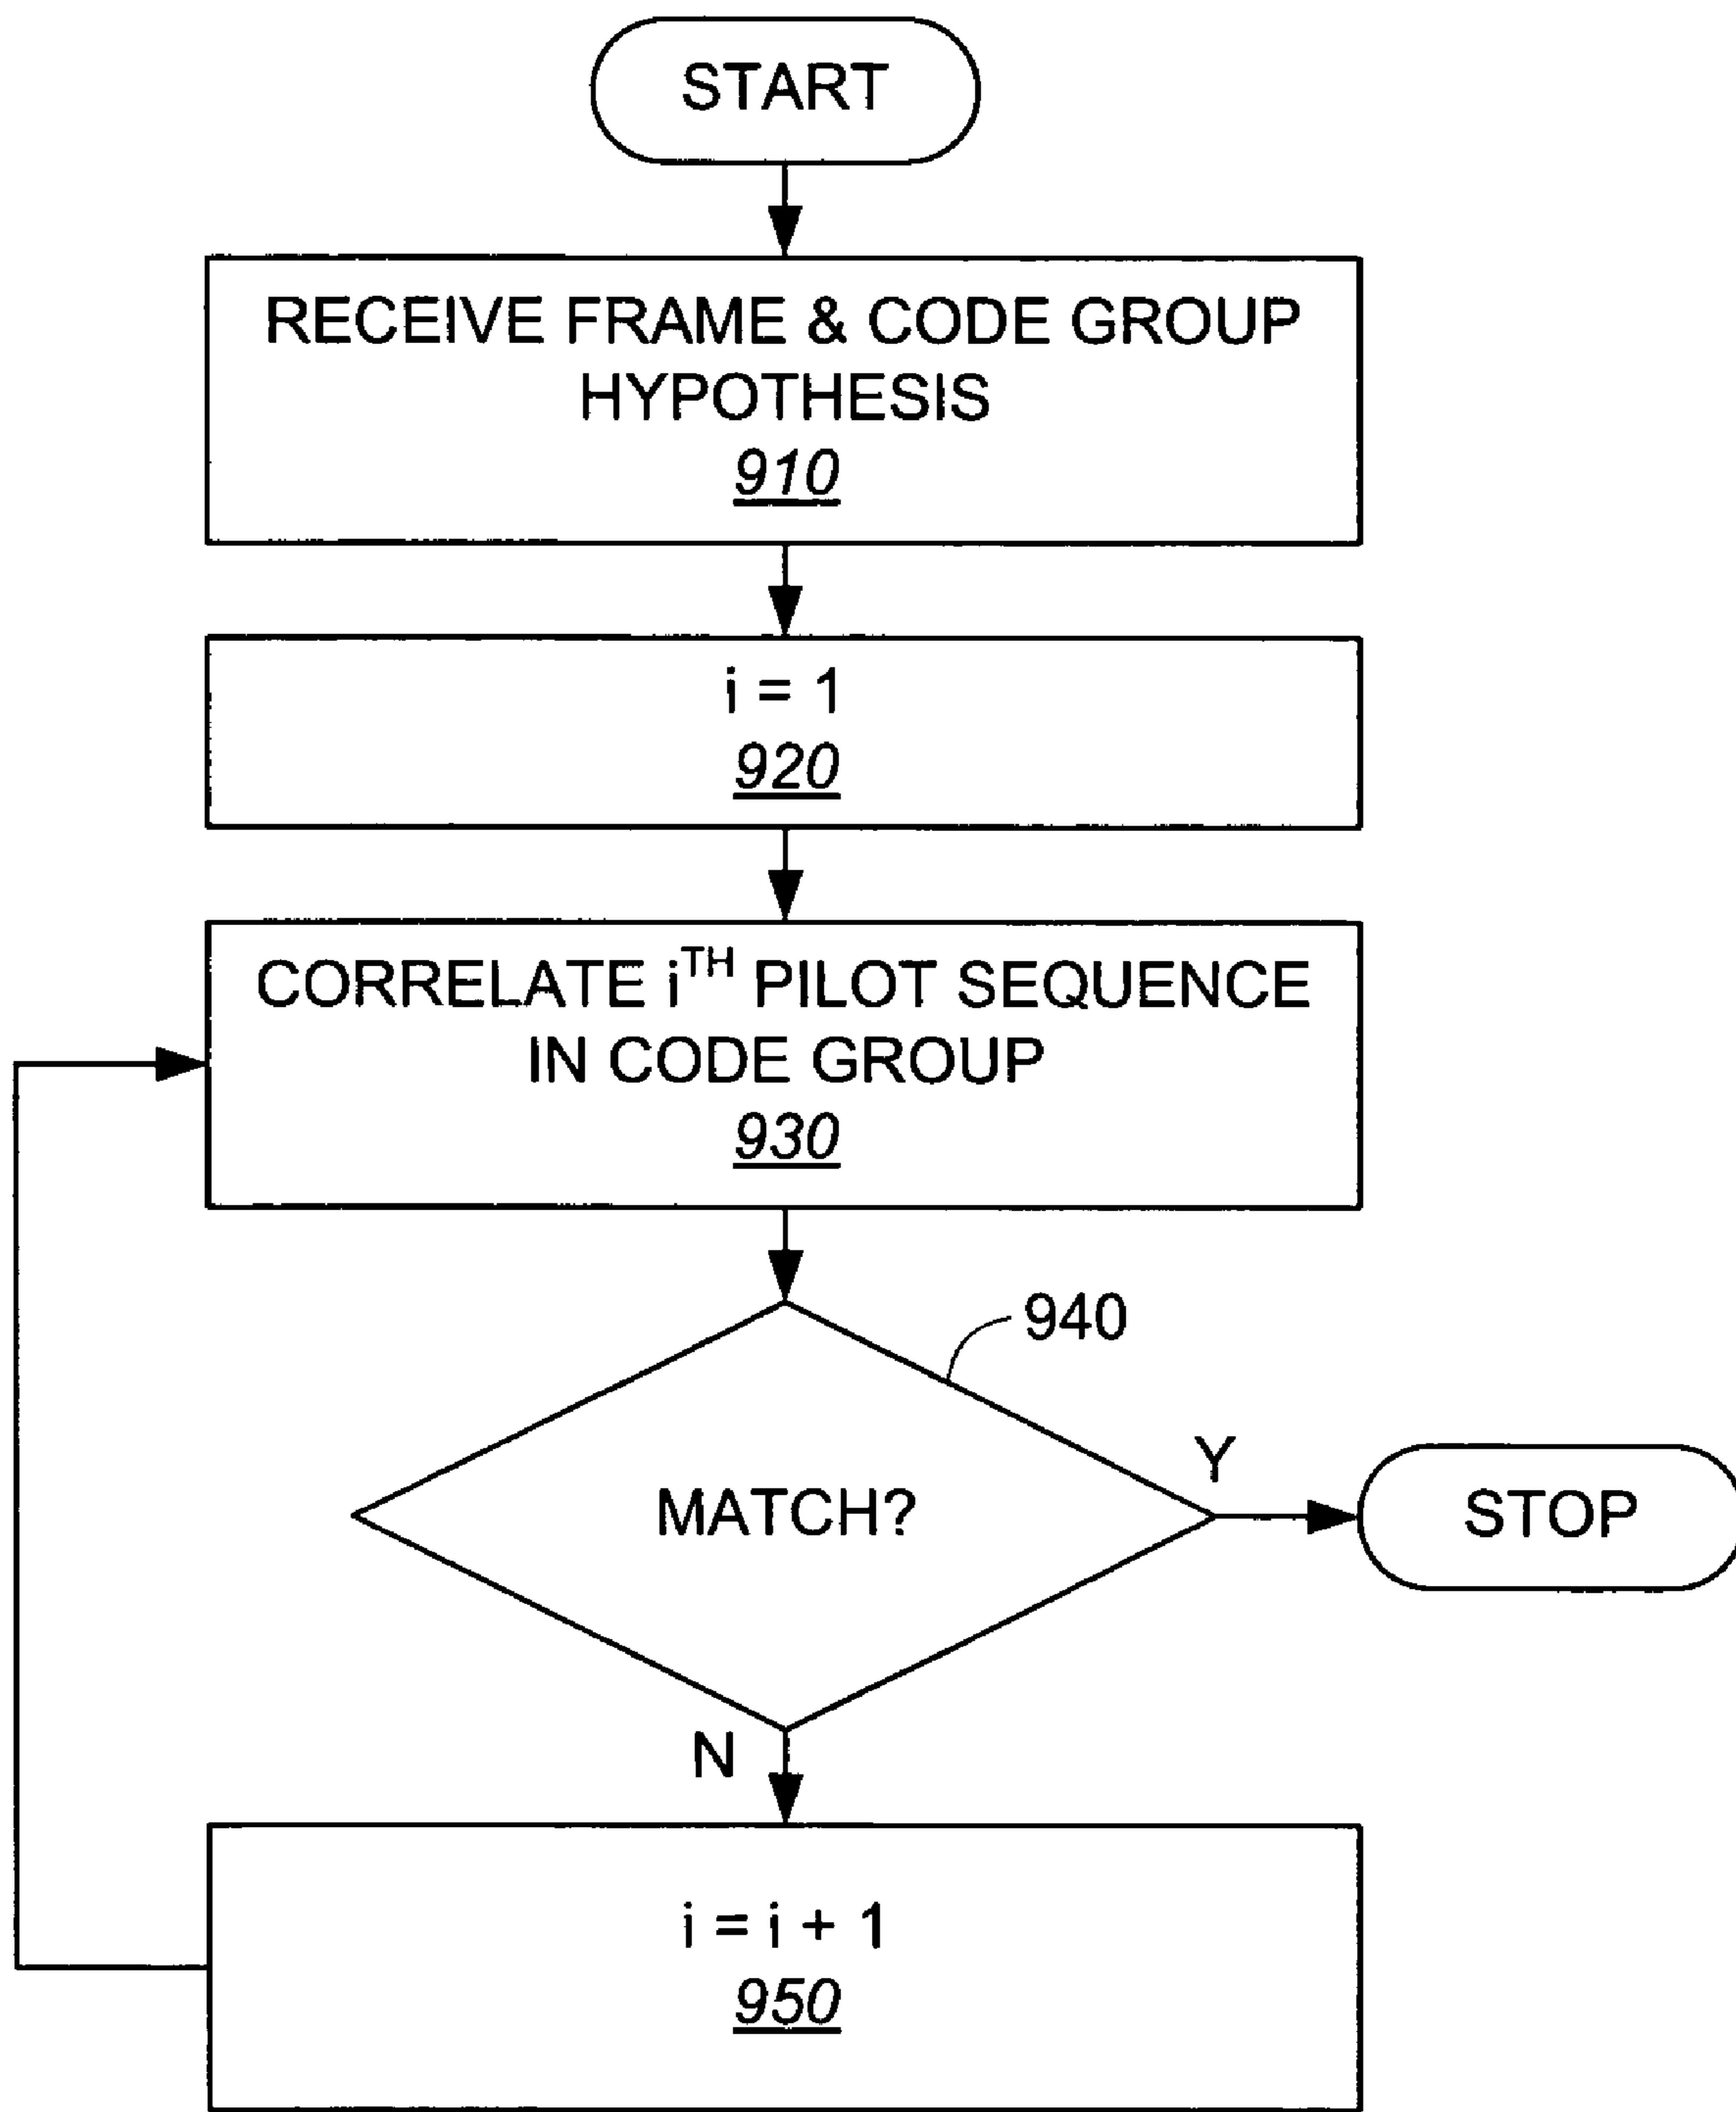 START
RECEIVE FRAME & CODE GROUP
HYPOTHESIS
910
i = 1
920
CORRELATE iTH PILOT SEQUENCE
IN CODE GROUP
930
940
MATCH?
Y
STOP
N
i = i + 1
950